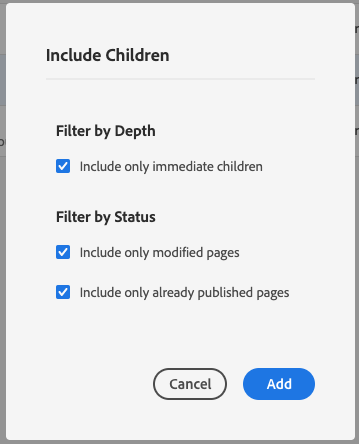 Include Children
Filter by Depth
Include only immediate children
Filter by Status
Include only modified pages
Include only already published pages
Cancel
Add